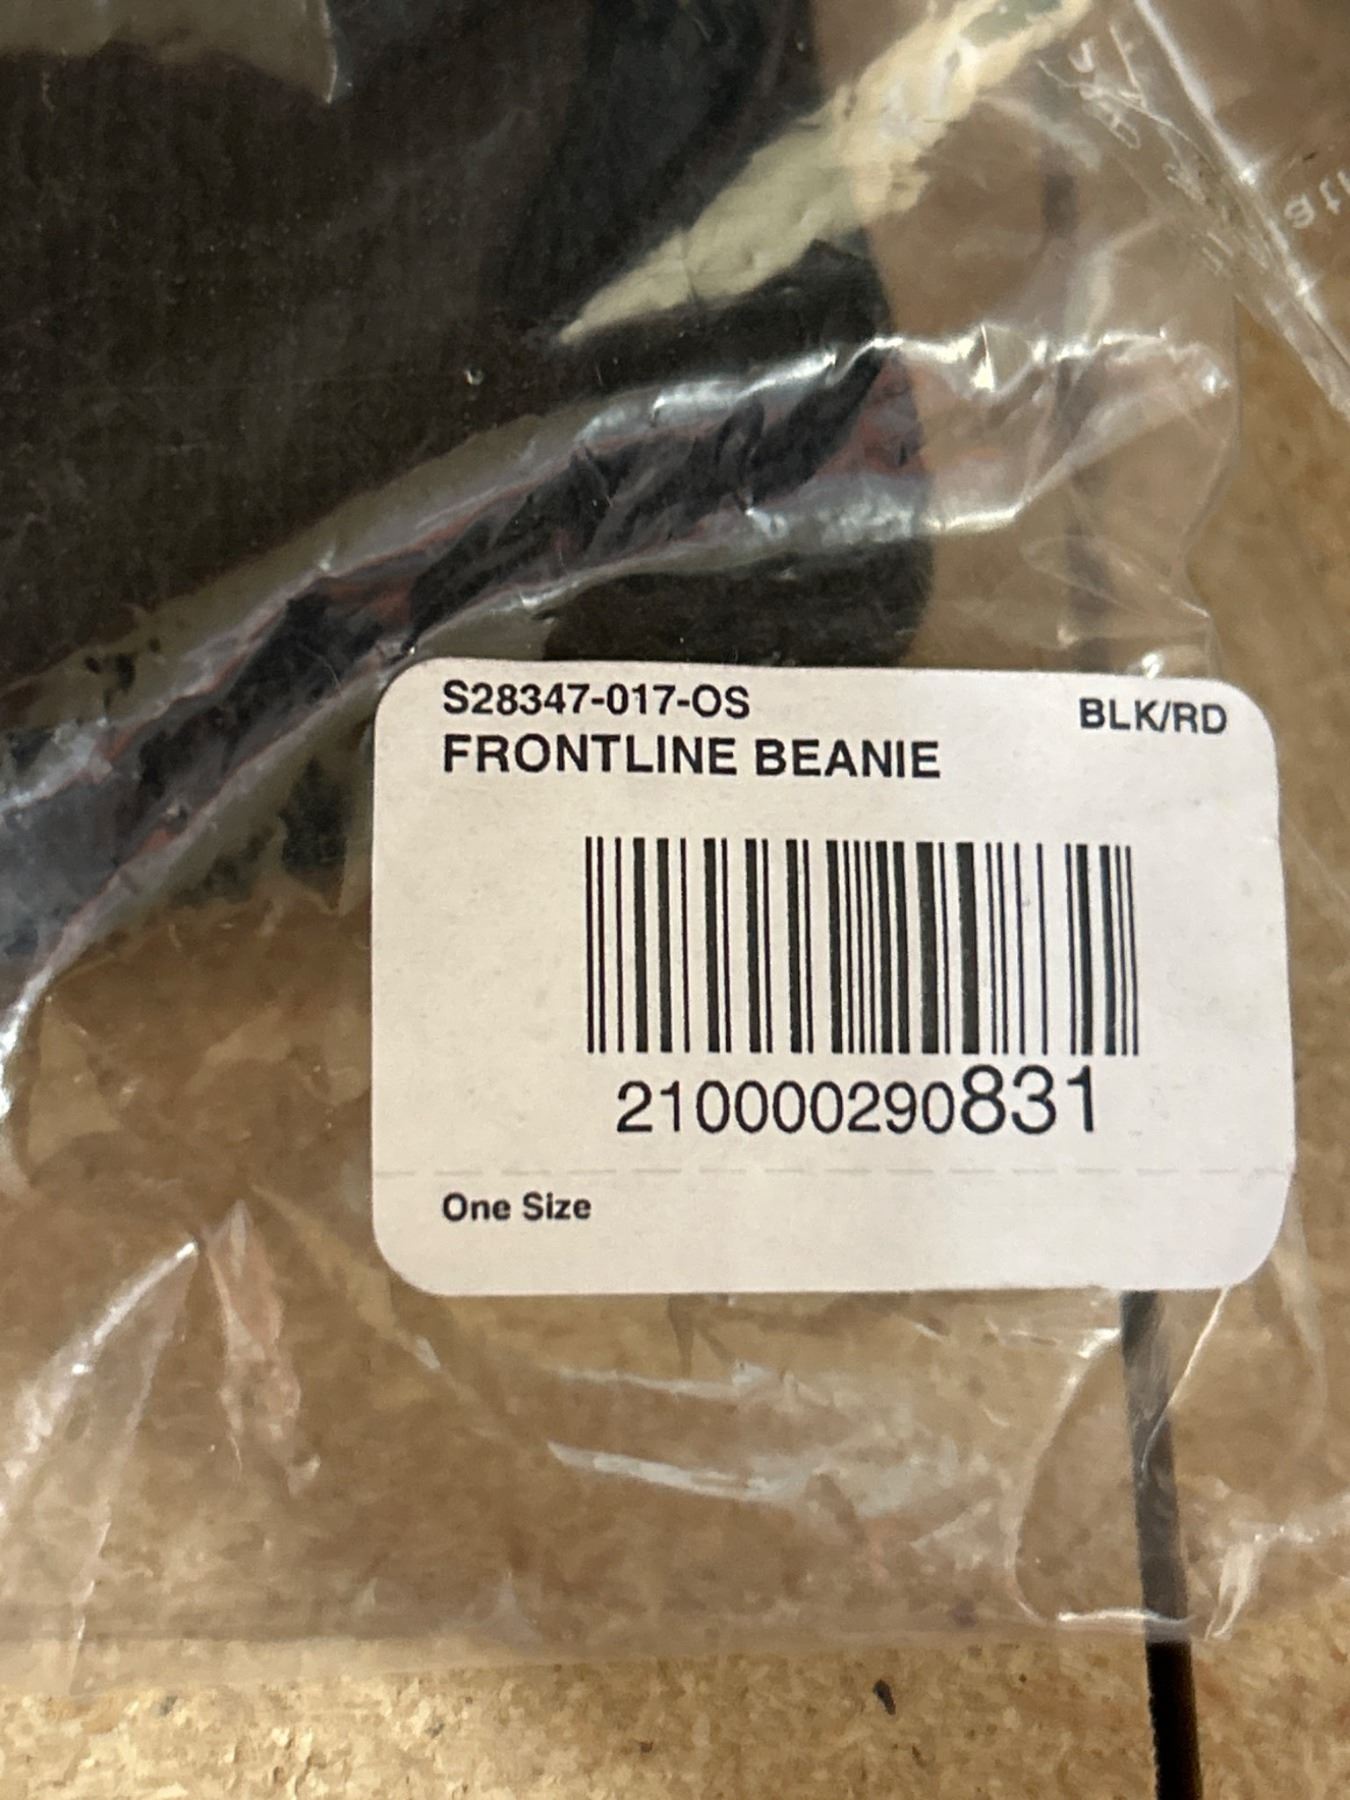 S28347-017-OS BLK/RD
FRONTLINE BEANIE
210000290831
One Size